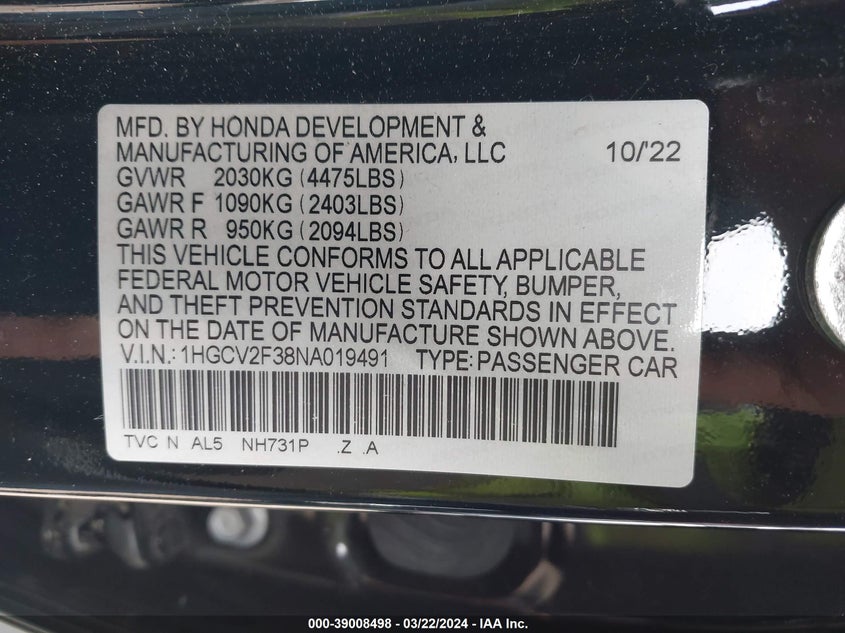 MFD. BY HONDA DEVELOPMENT &
MANUFACTURING OF AMERICA, LLC 10/'22
GVWR 2030KG (4475LBS)
GAWR F 1090KG (2403LBS)
GAWR R 950KG (2094LBS)
THIS VEHICLE CONFORMS TO ALL APPLICABLE
FEDERAL MOTOR VEHICLE SAFETY, BUMPER,
AND THEFT PREVENTION STANDARDS IN EFFECT
ON THE DATE OF MANUFACTURE SHOWN ABOVE.
V.I.N.: 1HGCV2F38NA019491 TYPE: PASSENGER CAR
TVC N AL5 NH731P .Z .A
000-39008498 - 03/22/2024 - IAA Inc.